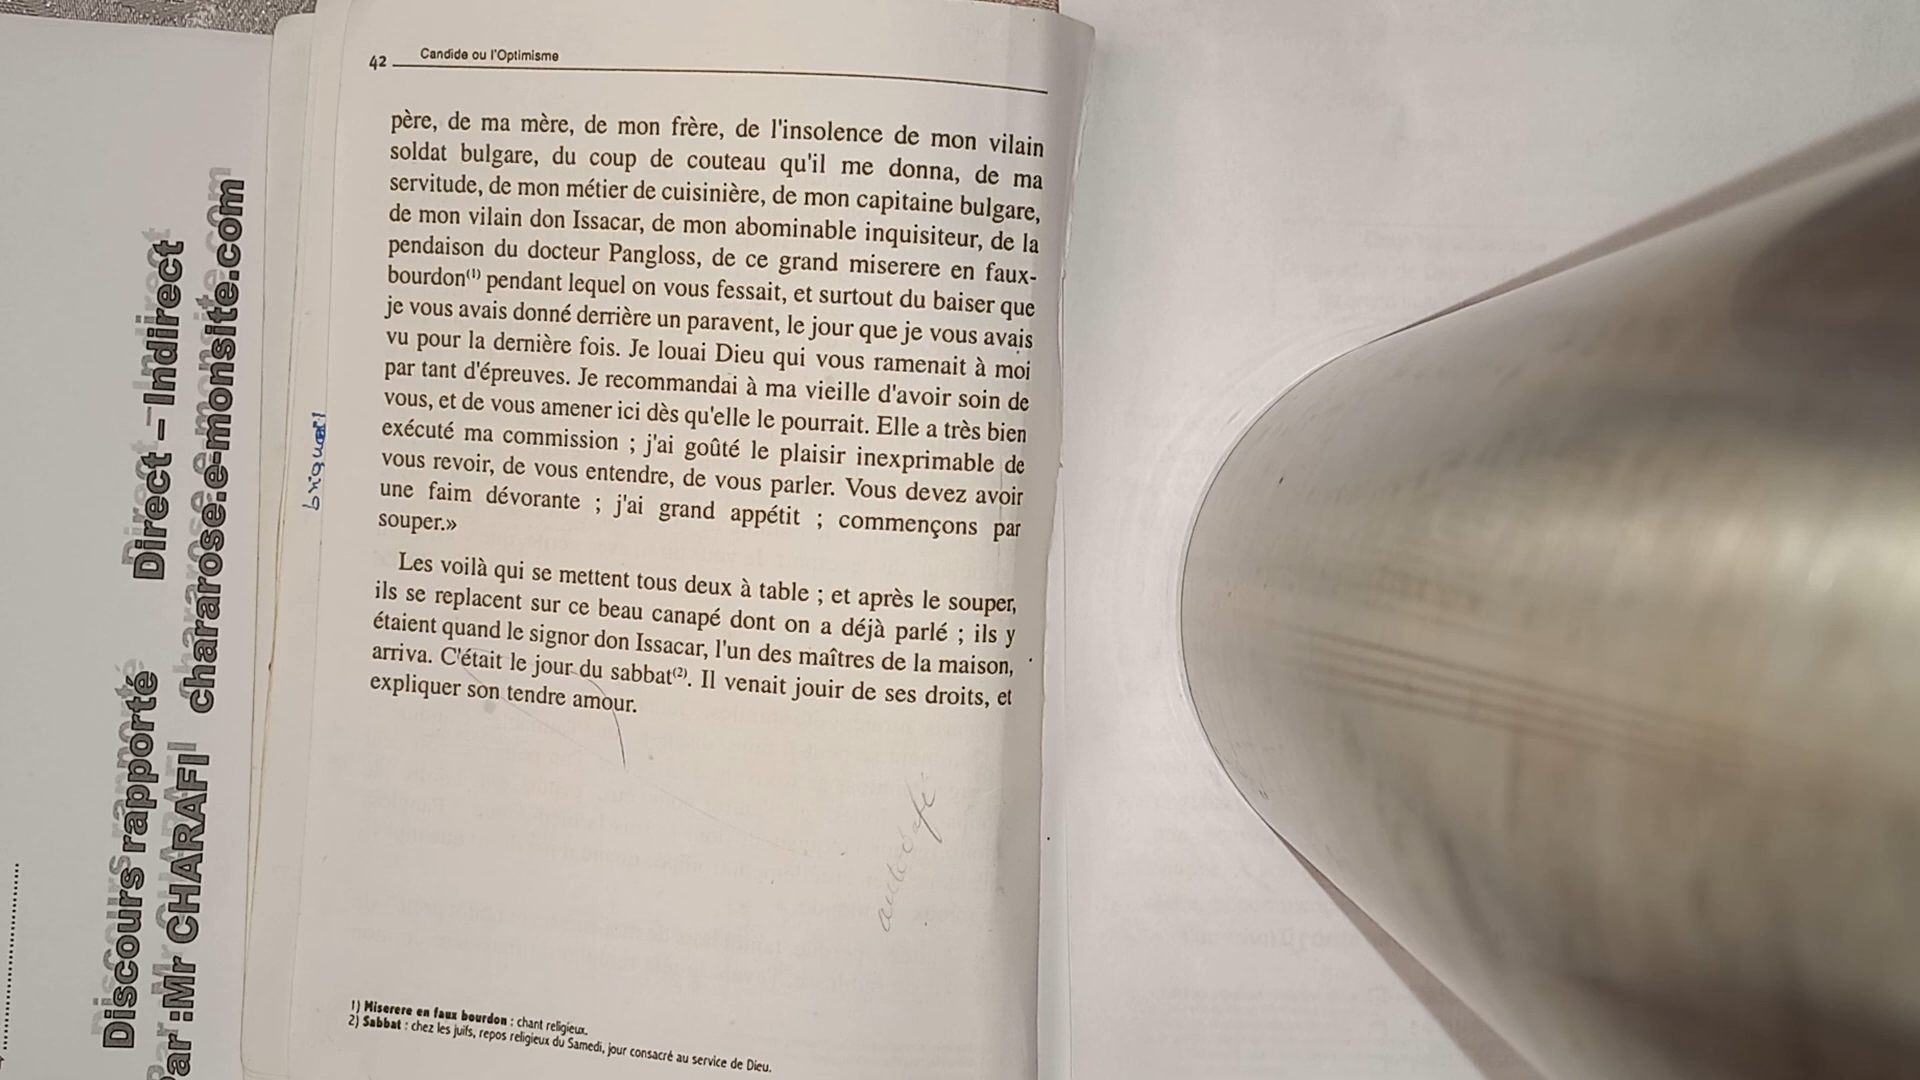 42 Candide ou l'Optimisme
père, de ma mère, de mon frère, de l'insolence de mon vilain
soldat bulgare, du coup de couteau qu'il me donna, de ma
servitude, de mon métier de cuisinière, de mon capitaine bulgare,
de mon vilain don Issacar, de mon abominable inquisiteur, de la
pendaison du docteur Pangloss, de ce grand miserere en faux-
bourdon(1) pendant lequel on vous fessait, et surtout du baiser que
je vous avais donné derrière un paravent, le jour que je vous avais
vu pour la dernière fois. Je louai Dieu qui vous ramenait à moi
par tant d'épreuves. Je recommandai à ma vieille d'avoir soin de
vous, et de vous amener ici dès qu'elle le pourrait. Elle a très bien
exécuté ma commission ; j'ai goûté le plaisir inexprimable de
vous revoir, de vous entendre, de vous parler. Vous devez avoir
une faim dévorante ; j'ai grand appétit ; commençons par
souper.»
Les voilà qui se mettent tous deux à table ; et après le souper,
ils se replacent sur ce beau canapé dont on a déjà parlé ; ils y
étaient quand le signor don Issacar, l'un des maîtres de la maison,
arriva. C'était le jour du sabbat(2). Il venait jouir de ses droits, et
expliquer son tendre amour.
1) Miserere en faux bourdon : chant religieux.
2) Sabbat : chez les juifs, repos religieux du Samedi, jour consacré au service de Dieu.
Discours rapporté Direct – Indirect
Par :Mr CHARAFI chararose.e-monsite.com